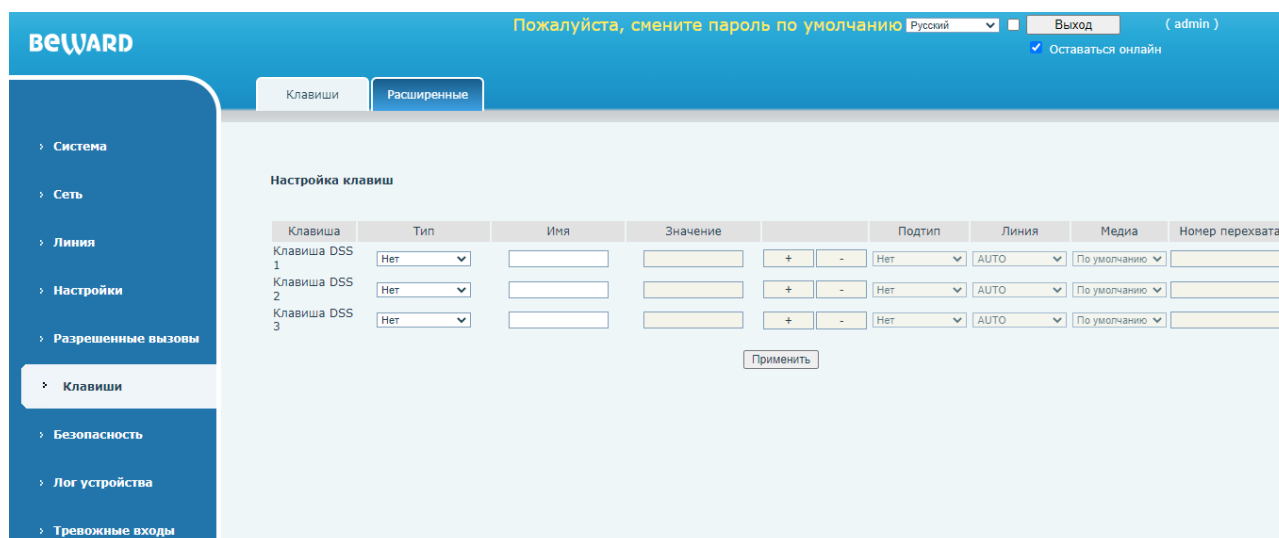 BEWARD
Пожалуйста, смените пароль по умолчанию Русский Выход ( admin )
Оставаться онлайн
Клавиши Расширенные
Система
Сеть
Линия
Настройки
Разрешенные вызовы
Клавиши
Безопасность
Лог устройства
Тревожные входы
Настройка клавиш
Клавиша Тип Имя Значение Подтип Линия Медиа Номер перехвата
Клавиша DSS
1 Нет + - Нет AUTO По умолчанию
Клавиша DSS
2 Нет + - Нет AUTO По умолчанию
Клавиша DSS
3 Нет + - Нет AUTO По умолчанию
Применить